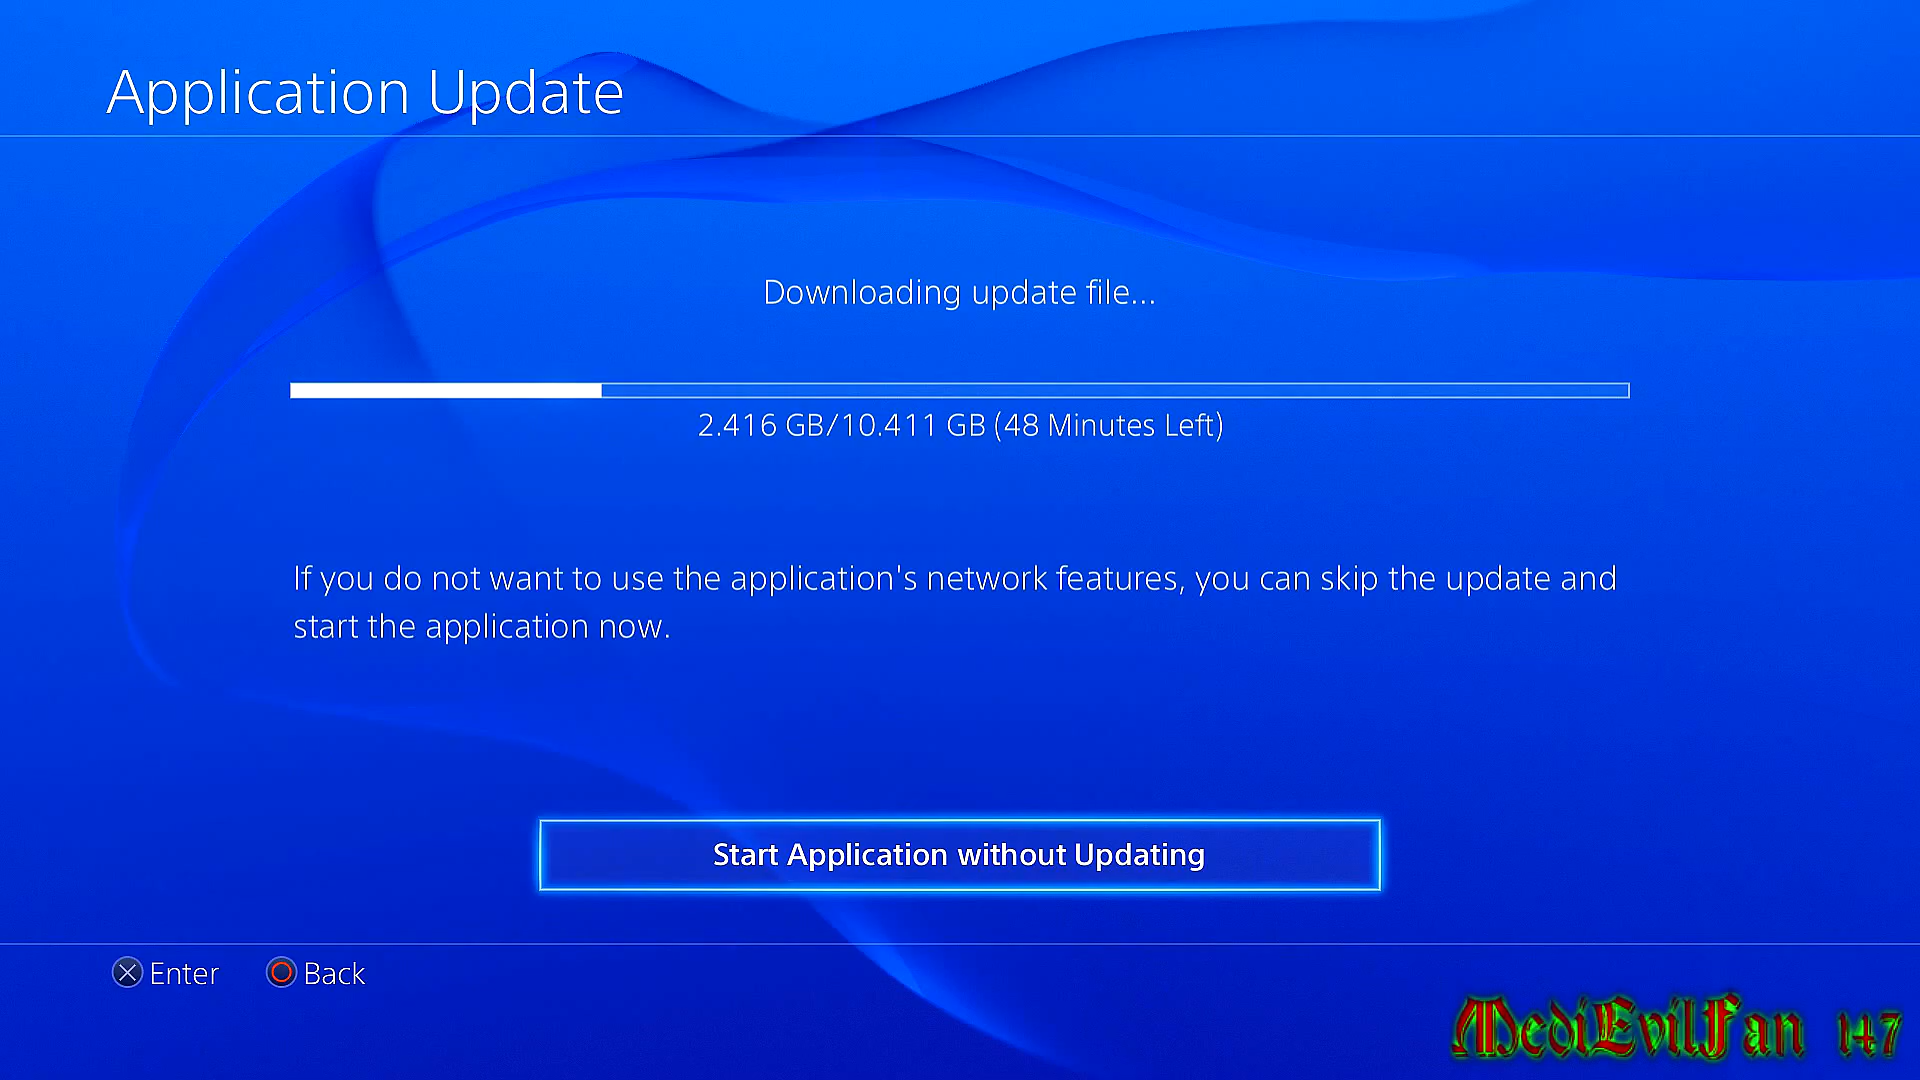 Application Update
Downloading update file...
2.416 GB/10.411 GB (48 Minutes Left)
If you do not want to use the application's network features, you can skip the update and
start the application now.
Start Application without Updating
Enter Back
MediEvilFan 147